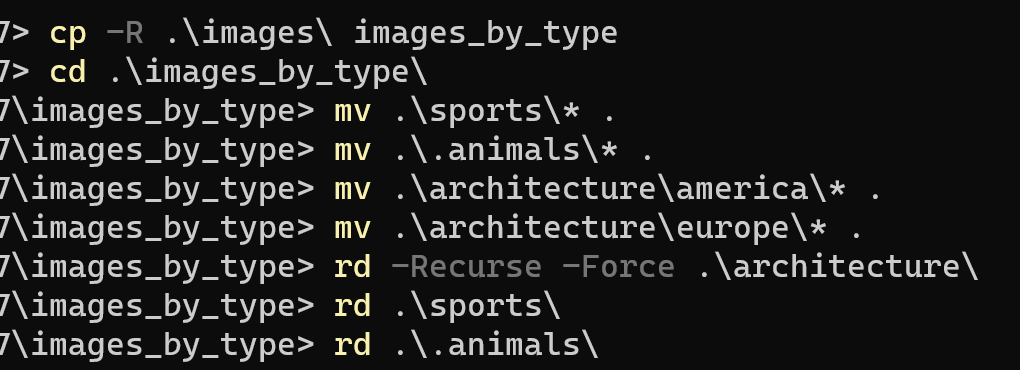 7> cp -R .\images\ images_by_type
7> cd .\images_by_type\
7\images_by_type> mv .\sports\* .
7\images_by_type> mv .\.animals\* .
7\images_by_type> mv .\architecture\america\* .
7\images_by_type> mv .\architecture\europe\* .
7\images_by_type> rd -Recurse -Force .\architecture\
7\images_by_type> rd .\sports\
7\images_by_type> rd .\.animals\